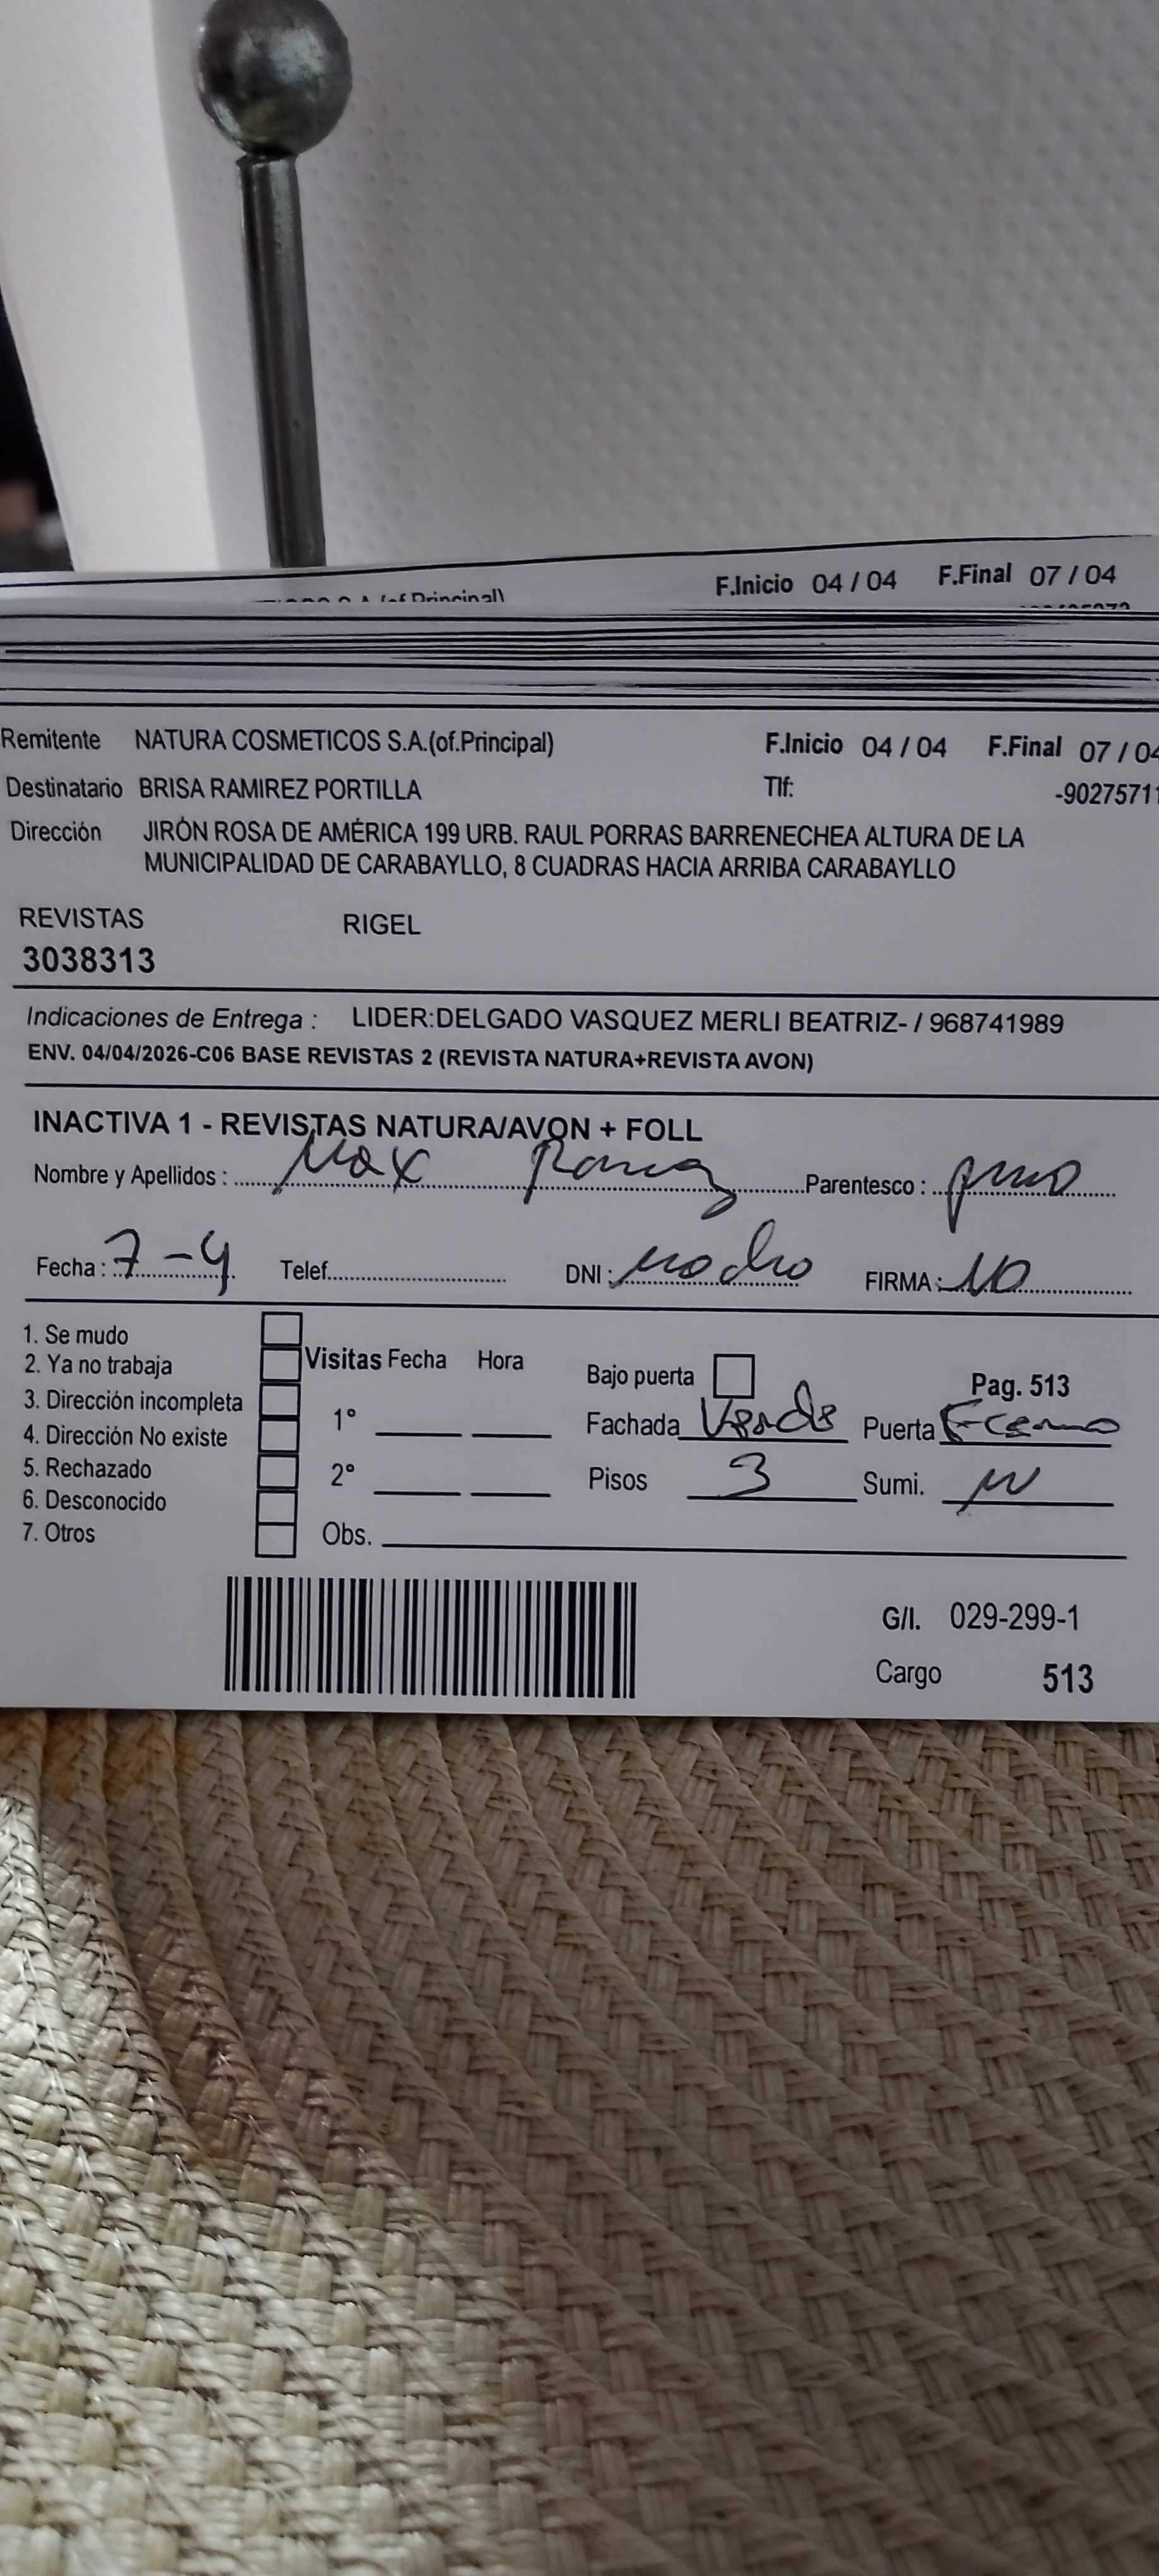 F.Inicio 04 / 04 F.Final 07 / 04
Remitente NATURA COSMETICOS S.A.(of.Principal) F.Inicio 04 / 04 F.Final 07 / 04
Destinatario BRISA RAMIREZ PORTILLA Tlf: -90275711
Dirección JIRÓN ROSA DE AMÉRICA 199 URB. RAUL PORRAS BARRENECHEA ALTURA DE LA
MUNICIPALIDAD DE CARABAYLLO, 8 CUADRAS HACIA ARRIBA CARABAYLLO
REVISTAS RIGEL
3038313
Indicaciones de Entrega : LIDER:DELGADO VASQUEZ MERLI BEATRIZ- / 968741989
ENV. 04/04/2026-C06 BASE REVISTAS 2 (REVISTA NATURA+REVISTA AVON)
INACTIVA 1 - REVISTAS NATURA/AVON + FOLL
Nombre y Apellidos : Max Parentesco :
Fecha : 7-4 Telef. DNI : FIRMA : NO
1. Se mudo
2. Ya no trabaja Visitas Fecha Hora Bajo puerta Pag. 513
3. Dirección incompleta
4. Dirección No existe 1° Fachada Verde Puerta
5. Rechazado 2° Pisos 3 Sumi.
6. Desconocido
7. Otros Obs.
G/I. 029-299-1
Cargo 513